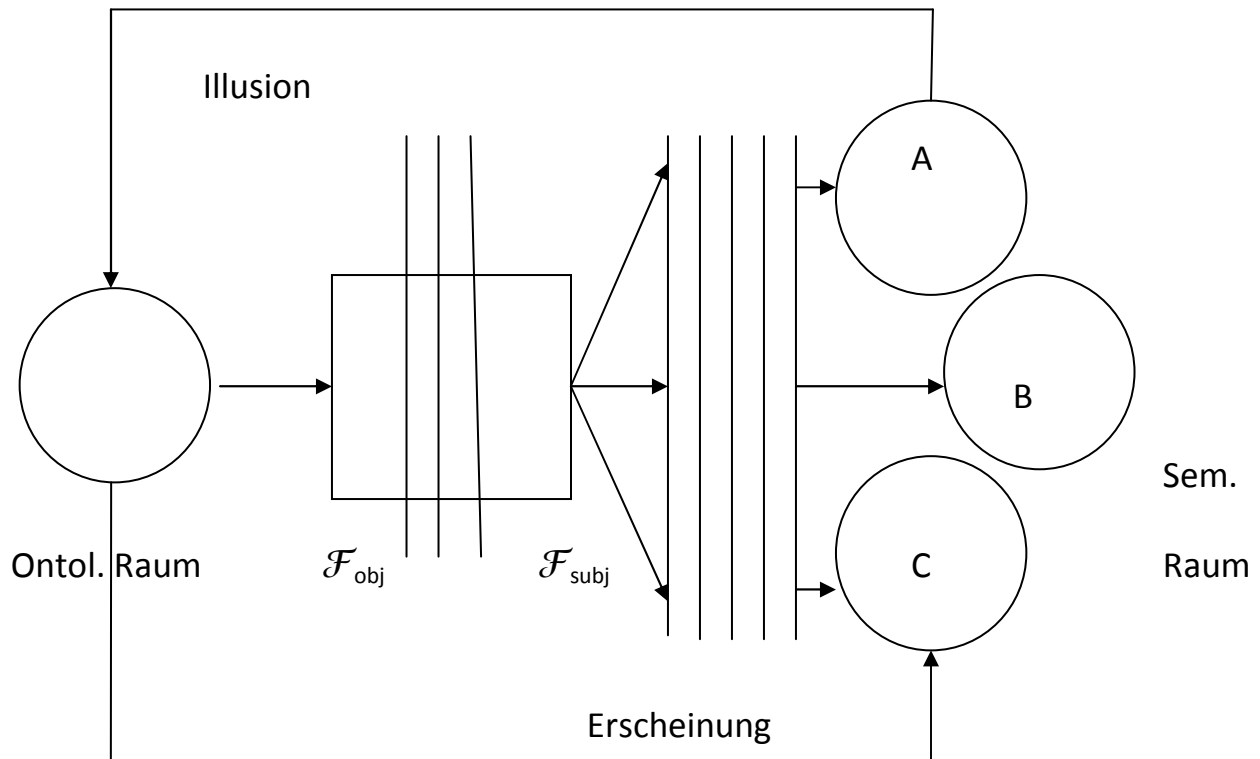 Illusion
A
B
Sem.
Ontol. Raum
ℱobj
ℱsubj
C
Raum
Erscheinung